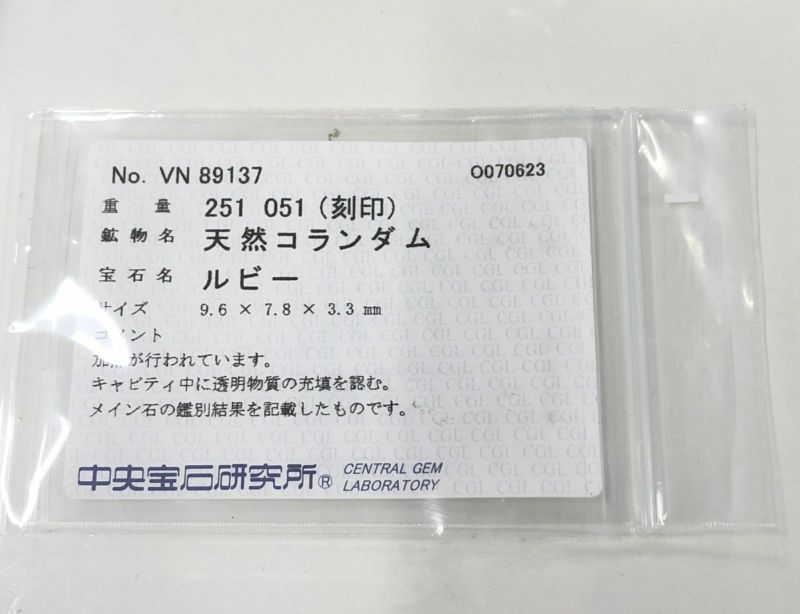 No. VN 89137 O070623
重量 251 051 (刻印)
鉱物名 天然コランダム
宝石名 ルビー
サイズ 9.6 × 7.8 × 3.3 mm
コメント
加熱が行われています。
キャビティ中に透明物質の充填を認む。
メイン石の鑑別結果を記載したものです。
中央宝石研究所® CENTRAL GEM
LABORATORY